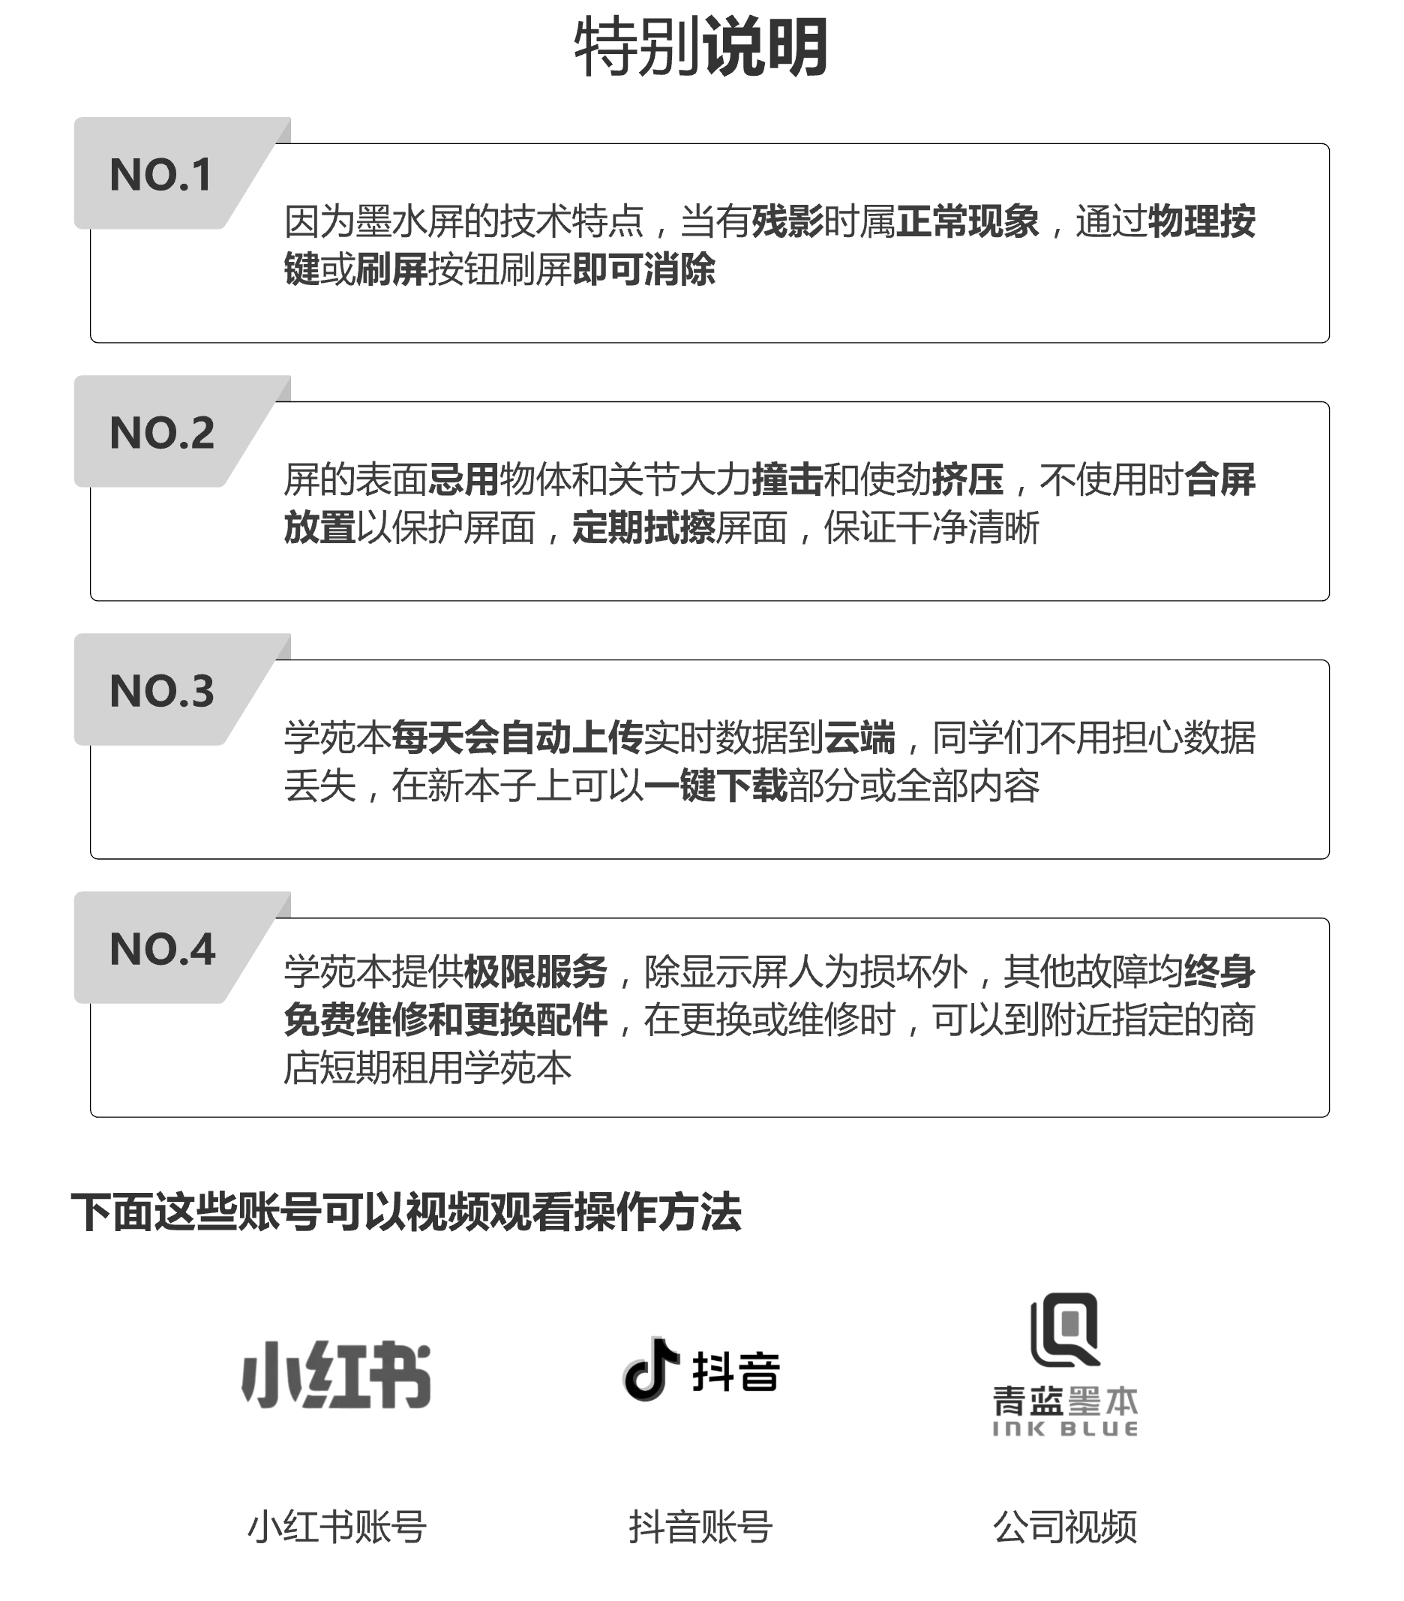 特别说明
NO.1
因为墨水屏的技术特点，当有残影时属正常现象，通过物理按
键或刷屏按钮刷屏即可消除
NO.2
屏的表面忌用物体和关节大力撞击和使劲挤压，不使用时合屏
放置以保护屏面，定期拭擦屏面，保证干净清晰
NO.3
学苑本每天会自动上传实时数据到云端，同学们不用担心数据
丢失，在新本子上可以一键下载部分或全部内容
NO.4
学苑本提供极限服务，除显示屏人为损坏外，其他故障均终身
免费维修和更换配件，在更换或维修时，可以到附近指定的商
店短期租用学苑本
下面这些账号可以视频观看操作方法
小红书
抖音
青蓝墨本
INK BLUE
小红书账号
抖音账号
公司视频